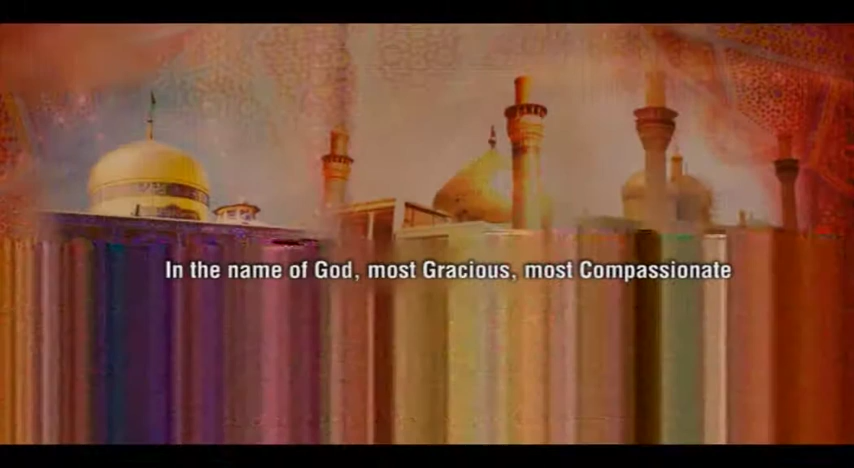 In the name of God, most Gracious, most Compassionate